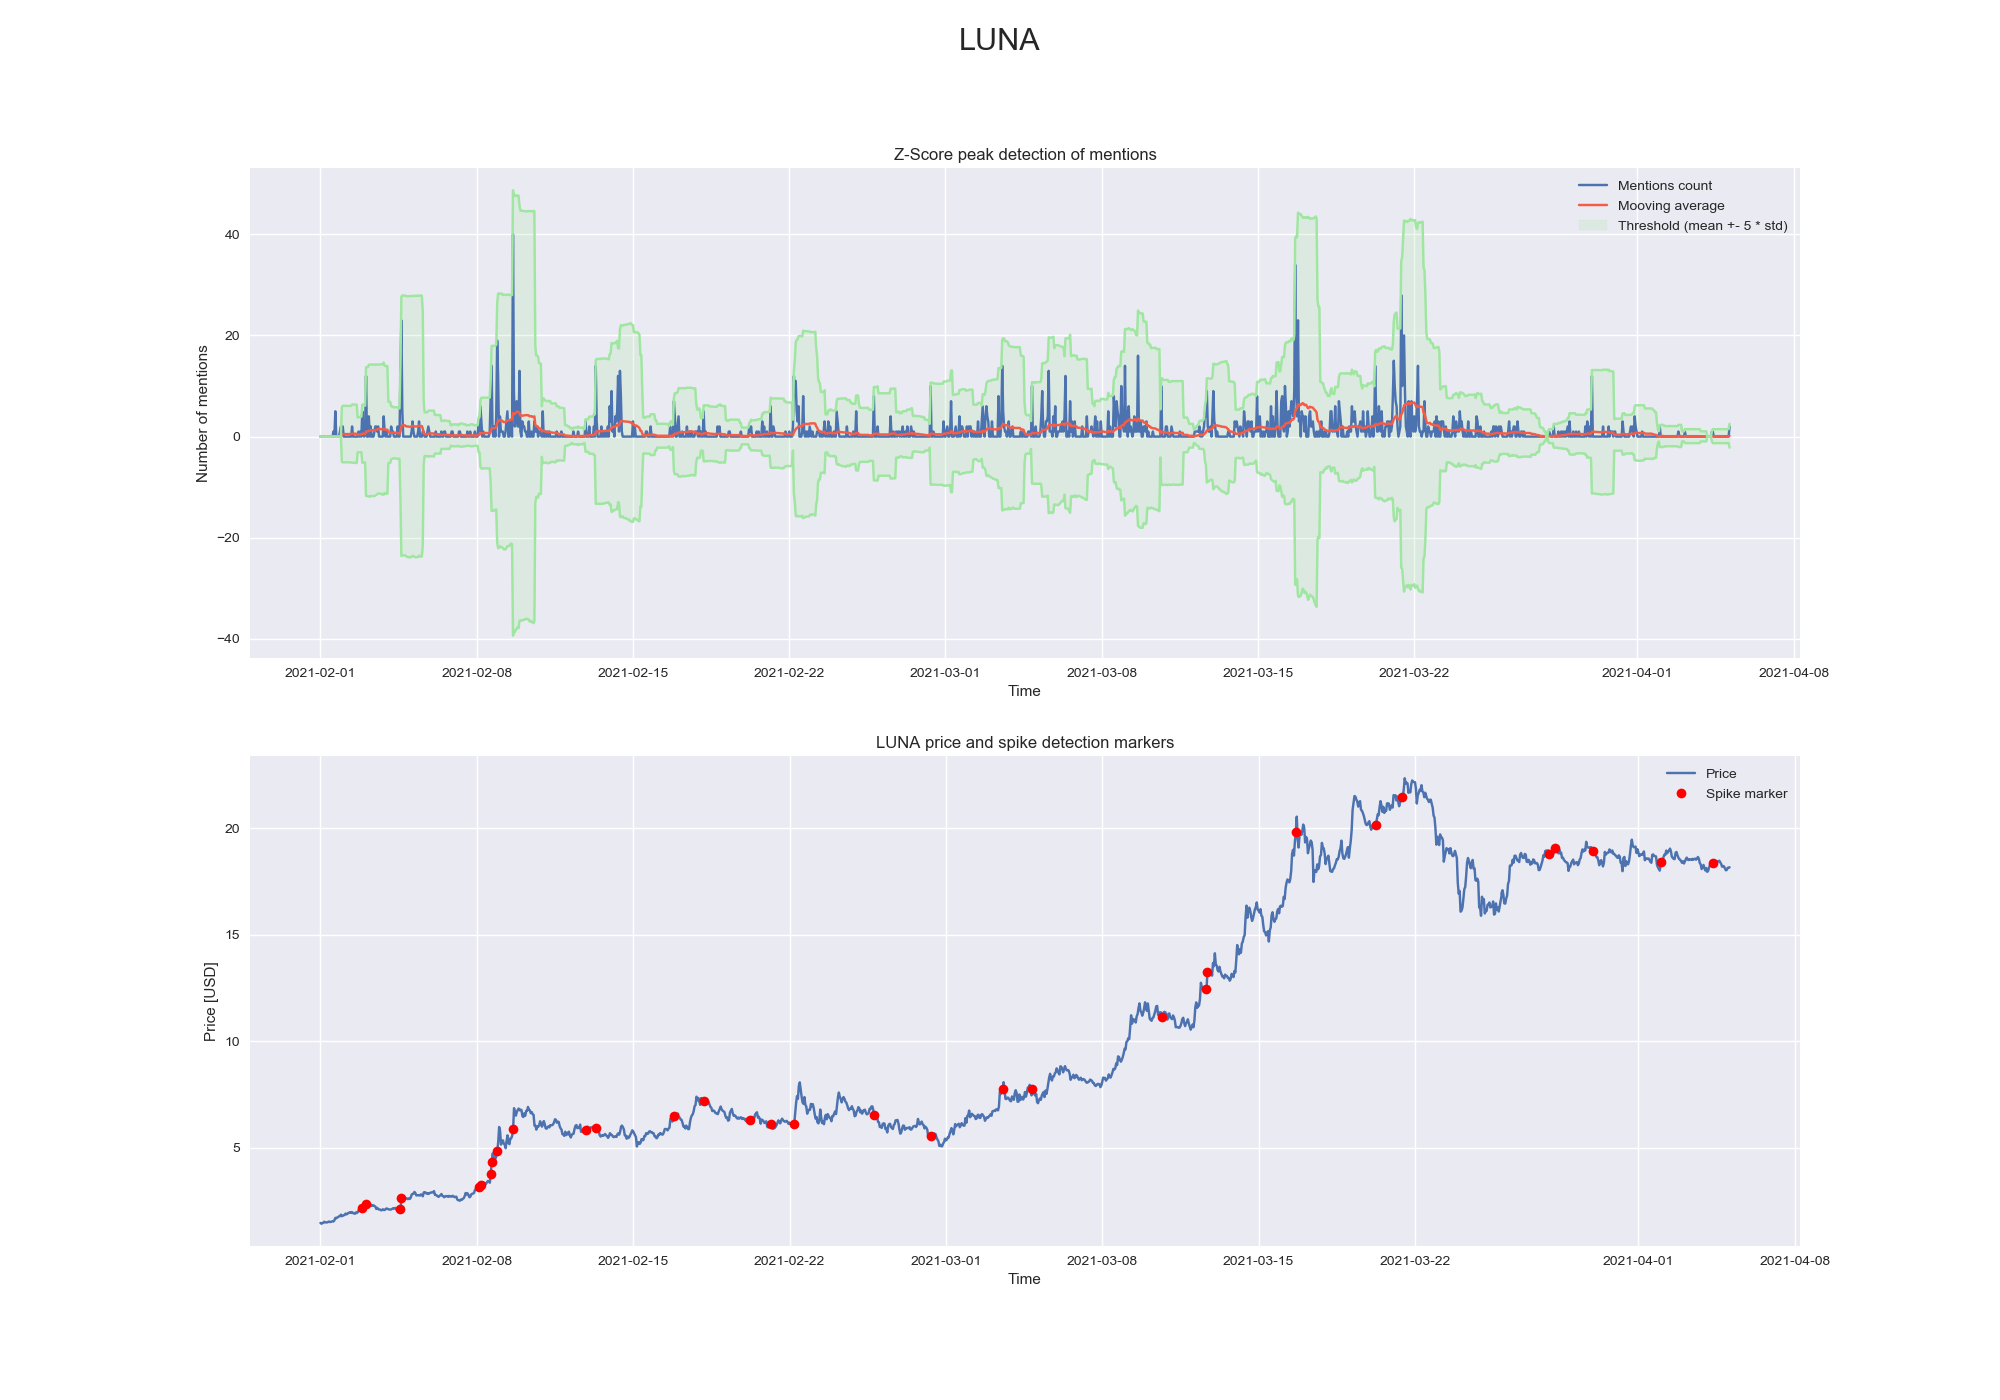 LUNA
Z-Score peak detection of mentions
Mentions count
Mooving average
Threshold (mean +- 5 * std)
Number of mentions
40
20
0
−20
−40
2021-02-01 2021-02-08 2021-02-15 2021-02-22 2021-03-01 2021-03-08 2021-03-15 2021-03-22 2021-04-01 2021-04-08
Time
LUNA price and spike detection markers
Price
Spike marker
Price [USD]
20
15
10
5
2021-02-01 2021-02-08 2021-02-15 2021-02-22 2021-03-01 2021-03-08 2021-03-15 2021-03-22 2021-04-01 2021-04-08
Time